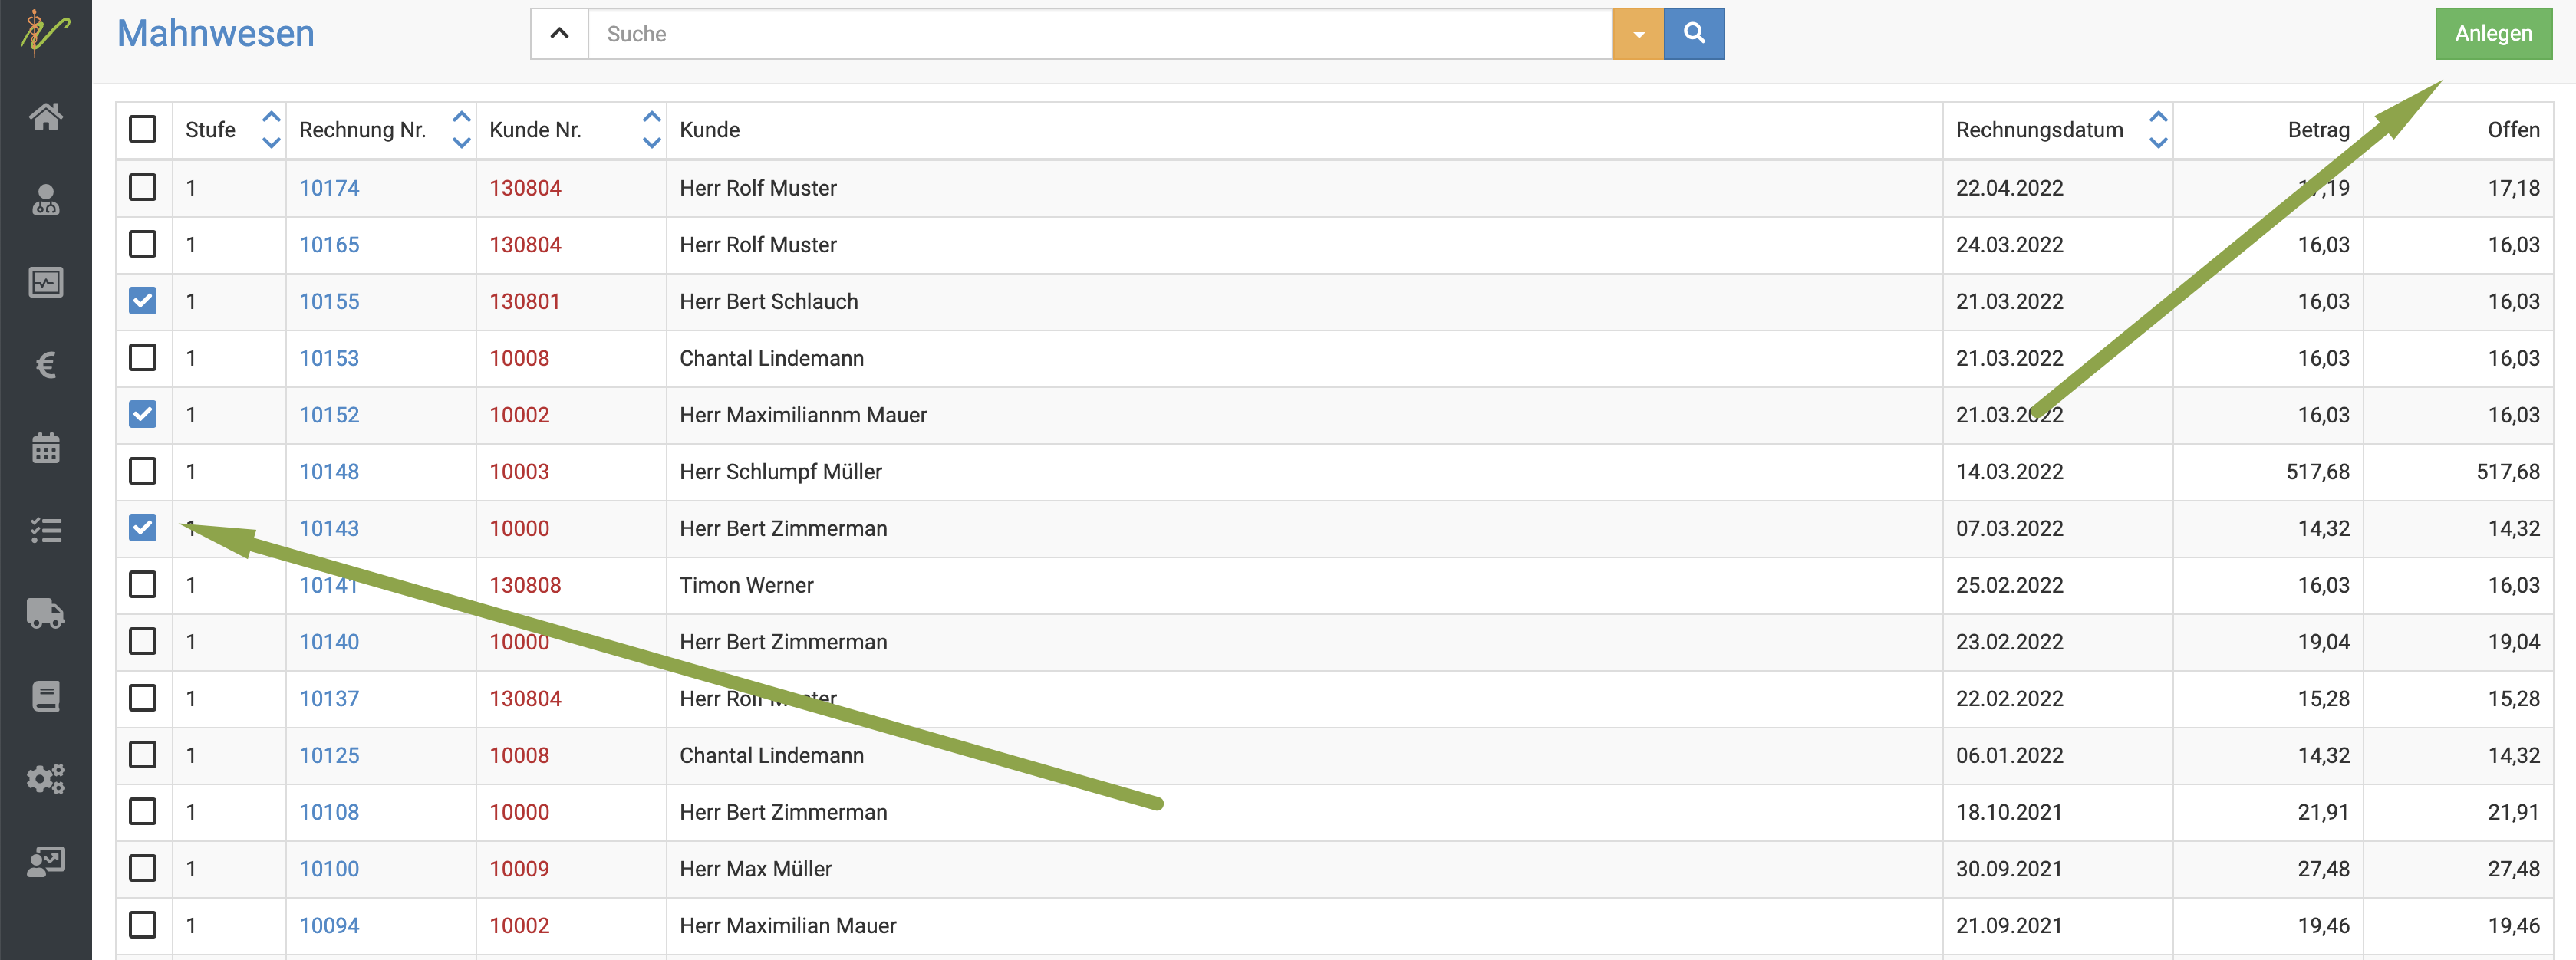 Mahnwesen Suche Anlegen
Stufe Rechnung Nr. Kunde Nr. Kunde Rechnungsdatum Betrag Offen
1 10174 130804 Herr Rolf Muster 22.04.2022 17,18
1 10165 130804 Herr Rolf Muster 24.03.2022 16,03 16,03
1 10155 130801 Herr Bert Schlauch 21.03.2022 16,03 16,03
1 10153 10008 Chantal Lindemann 21.03.2022 16,03 16,03
1 10152 10002 Herr Maximiliannm Mauer 21.03.2022 16,03 16,03
1 10148 10003 Herr Schlumpf Müller 14.03.2022 517,68 517,68
1 10143 10000 Herr Bert Zimmerman 07.03.2022 14,32 14,32
1 10141 130808 Timon Werner 25.02.2022 16,03 16,03
1 10140 10000 Herr Bert Zimmerman 23.02.2022 19,04 19,04
1 10137 130804 Herr Rolf Muster 22.02.2022 15,28 15,28
1 10125 10008 Chantal Lindemann 06.01.2022 14,32 14,32
1 10108 10000 Herr Bert Zimmerman 18.10.2021 21,91 21,91
1 10100 10009 Herr Max Müller 30.09.2021 27,48 27,48
1 10094 10002 Herr Maximilian Mauer 21.09.2021 19,46 19,46